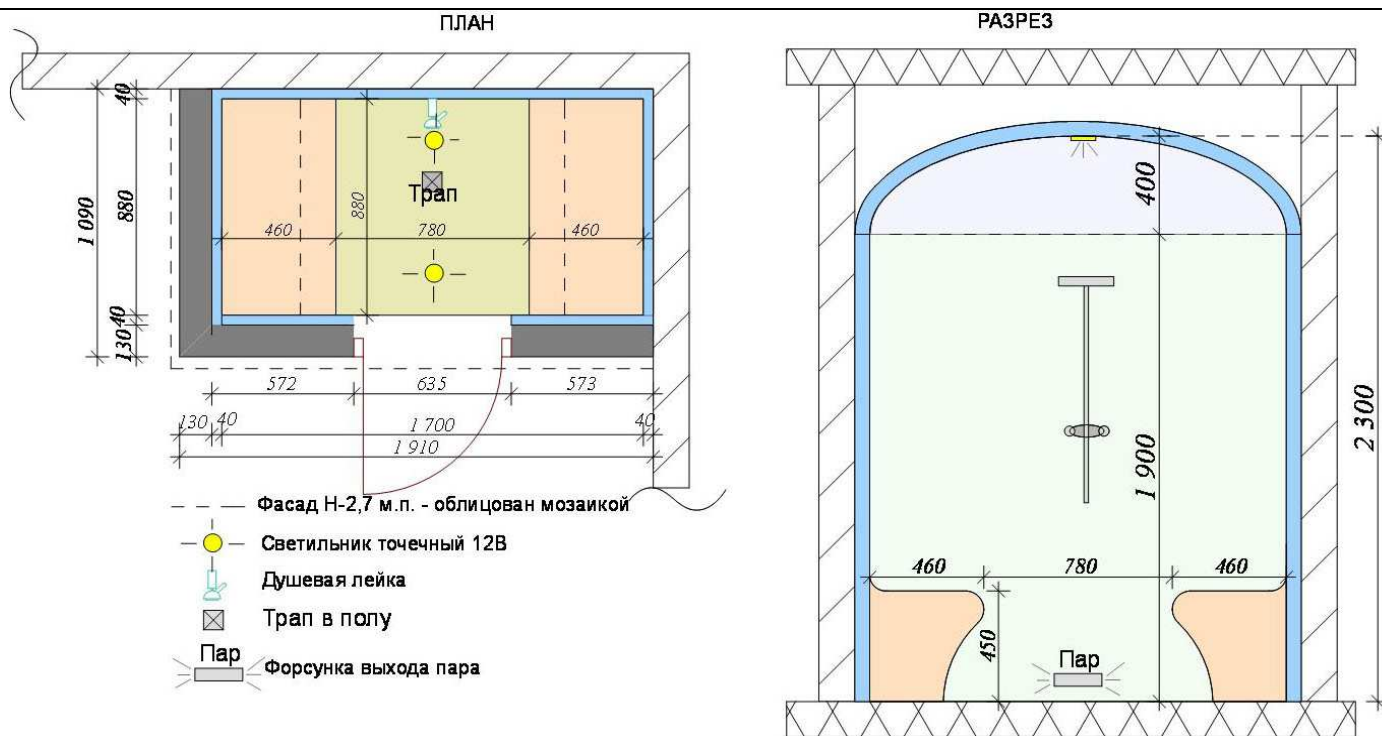 ПЛАН
РАЗРЕЗ
40
1 090
880
40
130
880
Трап
460
780
460
572
635
573
130
40
1 700
40
1 910
Фасад Н-2,7 м.п. - облицован мозаикой
Светильник точечный 12В
Душевая лейка
Трап в полу
Пар
Форсунка выхода пара
400
1 900
2 300
460
780
460
450
Пар